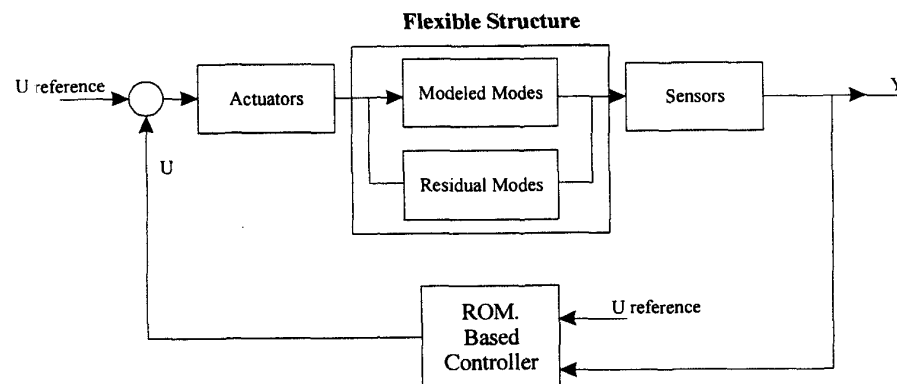 Flexible Structure
U reference
Actuators
Modeled Modes
Sensors
Y
Residual Modes
U
ROM.
Based
Controller
U reference